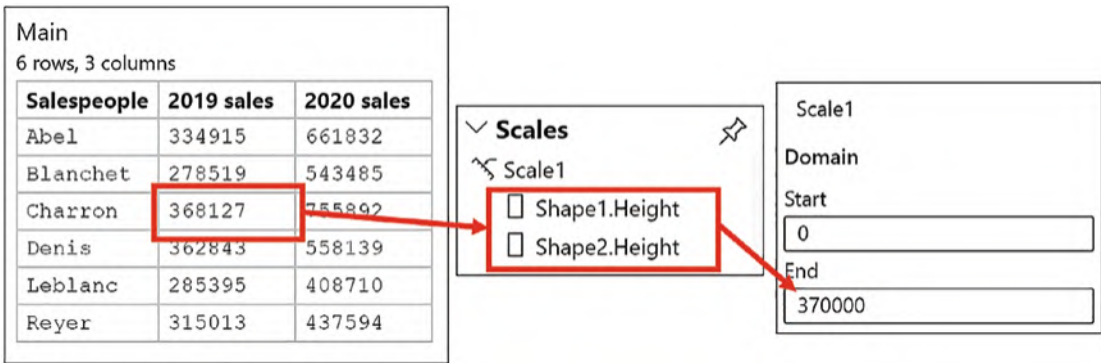 Main
6 rows, 3 columns
Salespeople 2019 sales 2020 sales
Abel 334915 661832
Blanchet 278519 543485
Charron 368127 755892
Denis 362843 558139
Leblanc 285395 408710
Reyer 315013 437594
Scales
Scale1
Shape1.Height
Shape2.Height
Scale1
Domain
Start
0
End
370000